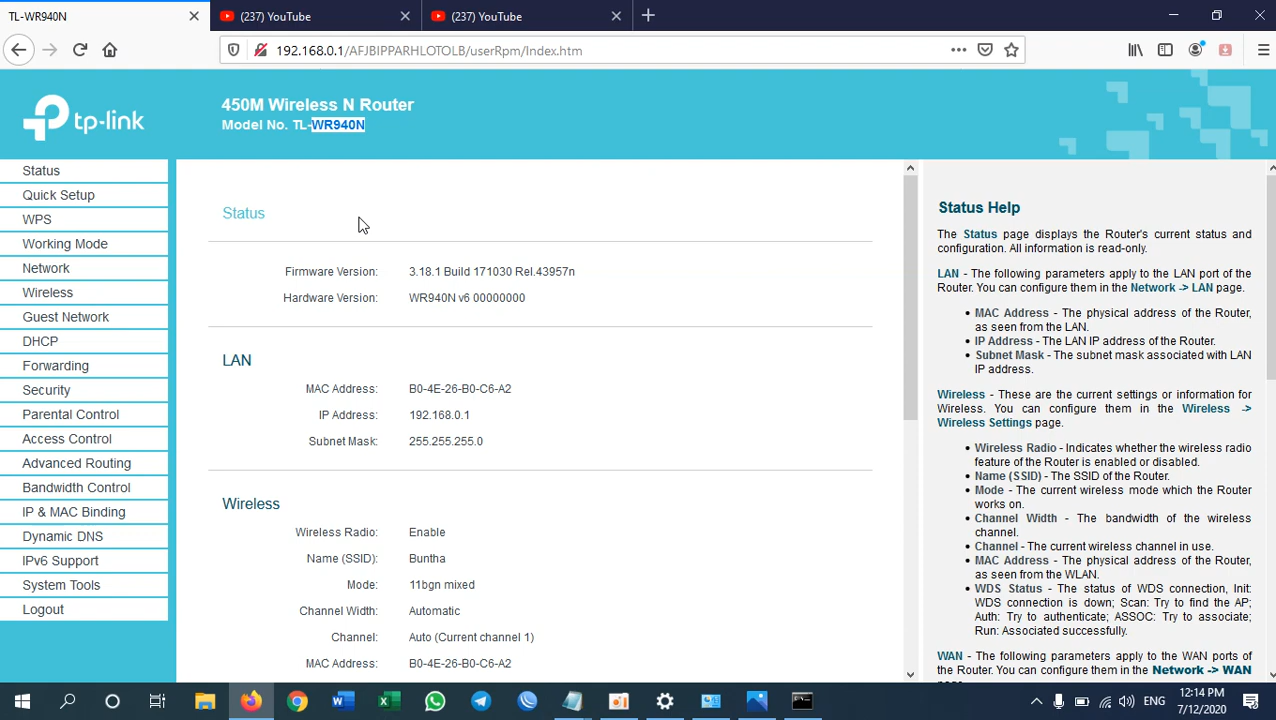 TL-WR940N
(237) YouTube
(237) YouTube
192.168.0.1/AFJBIPPARHLOTOLB/userRpm/Index.htm
tp-link
450M Wireless N Router
Model No. TL-WR940N
Status
Quick Setup
WPS
Working Mode
Network
Wireless
Guest Network
DHCP
Forwarding
Security
Parental Control
Access Control
Advanced Routing
Bandwidth Control
IP & MAC Binding
Dynamic DNS
IPv6 Support
System Tools
Logout
Status
Firmware Version: 3.18.1 Build 171030 Rel.43957n
Hardware Version: WR940N v6 00000000
LAN
MAC Address: B0-4E-26-B0-C6-A2
IP Address: 192.168.0.1
Subnet Mask: 255.255.255.0
Wireless
Wireless Radio: Enable
Name (SSID): Buntha
Mode: 11bgn mixed
Channel Width: Automatic
Channel: Auto (Current channel 1)
MAC Address: B0-4E-26-B0-C6-A2
Status Help
The Status page displays the Router's current status and
configuration. All information is read-only.
LAN - The following parameters apply to the LAN port of the
Router. You can configure them in the Network -> LAN page.
• MAC Address - The physical address of the Router,
as seen from the LAN.
• IP Address - The LAN IP address of the Router.
• Subnet Mask - The subnet mask associated with LAN
IP address.
Wireless - These are the current settings or information for
Wireless. You can configure them in the Wireless ->
Wireless Settings page.
• Wireless Radio - Indicates whether the wireless radio
feature of the Router is enabled or disabled.
• Name (SSID) - The SSID of the Router.
• Mode - The current wireless mode which the Router
works on.
• Channel Width - The bandwidth of the wireless
channel.
• Channel - The current wireless channel in use.
• MAC Address - The physical address of the Router,
as seen from the WLAN.
• WDS Status - The status of WDS connection, Init:
WDS connection is down; Scan: Try to find the AP;
Auth: Try to authenticate; ASSOC: Try to associate;
Run: Associated successfully.
WAN - The following parameters apply to the WAN ports of
the Router. You can configure them in the Network -> WAN
ENG
12:14 PM
7/12/2020